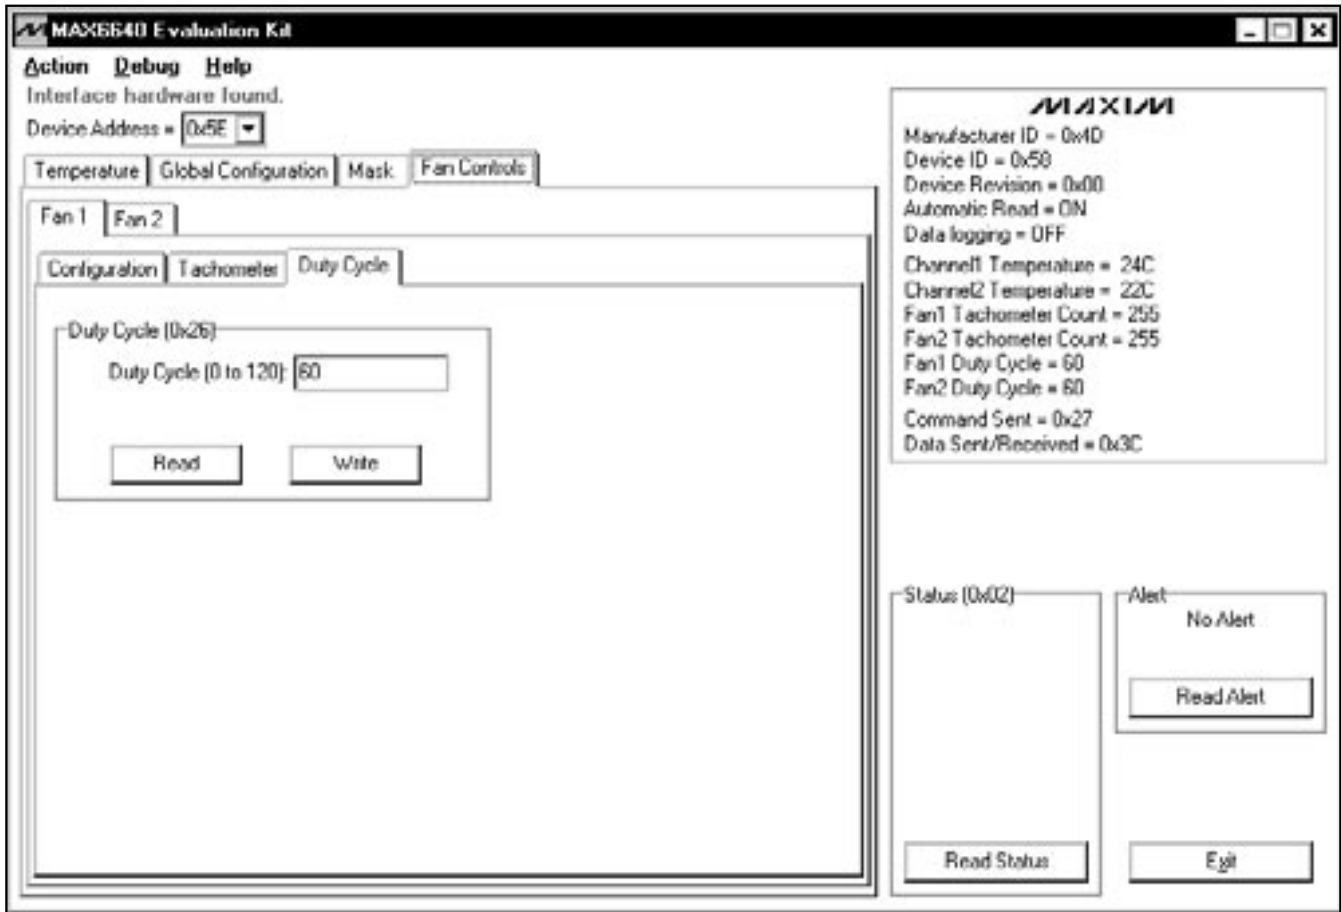 MAX6640 Evaluation Kit
Action Debug Help
Interface hardware found.
Device Address = 0x5E
Temperature Global Configuration Mask Fan Controls
Fan 1 Fan 2
Configuration Tachometer Duty Cycle
Duty Cycle (0x26)
Duty Cycle (0 to 120): 60
Read Write
MAXIM
Manufacturer ID = 0x4D
Device ID = 0x58
Device Revision = 0x00
Automatic Read = ON
Data logging = OFF
Channel1 Temperature = 24C
Channel2 Temperature = 22C
Fan1 Tachometer Count = 255
Fan2 Tachometer Count = 255
Fan1 Duty Cycle = 60
Fan2 Duty Cycle = 60
Command Sent = 0x27
Data Sent/Received = 0x3C
Status (0x02)
Read Status
Alert
No Alert
Read Alert
Exit